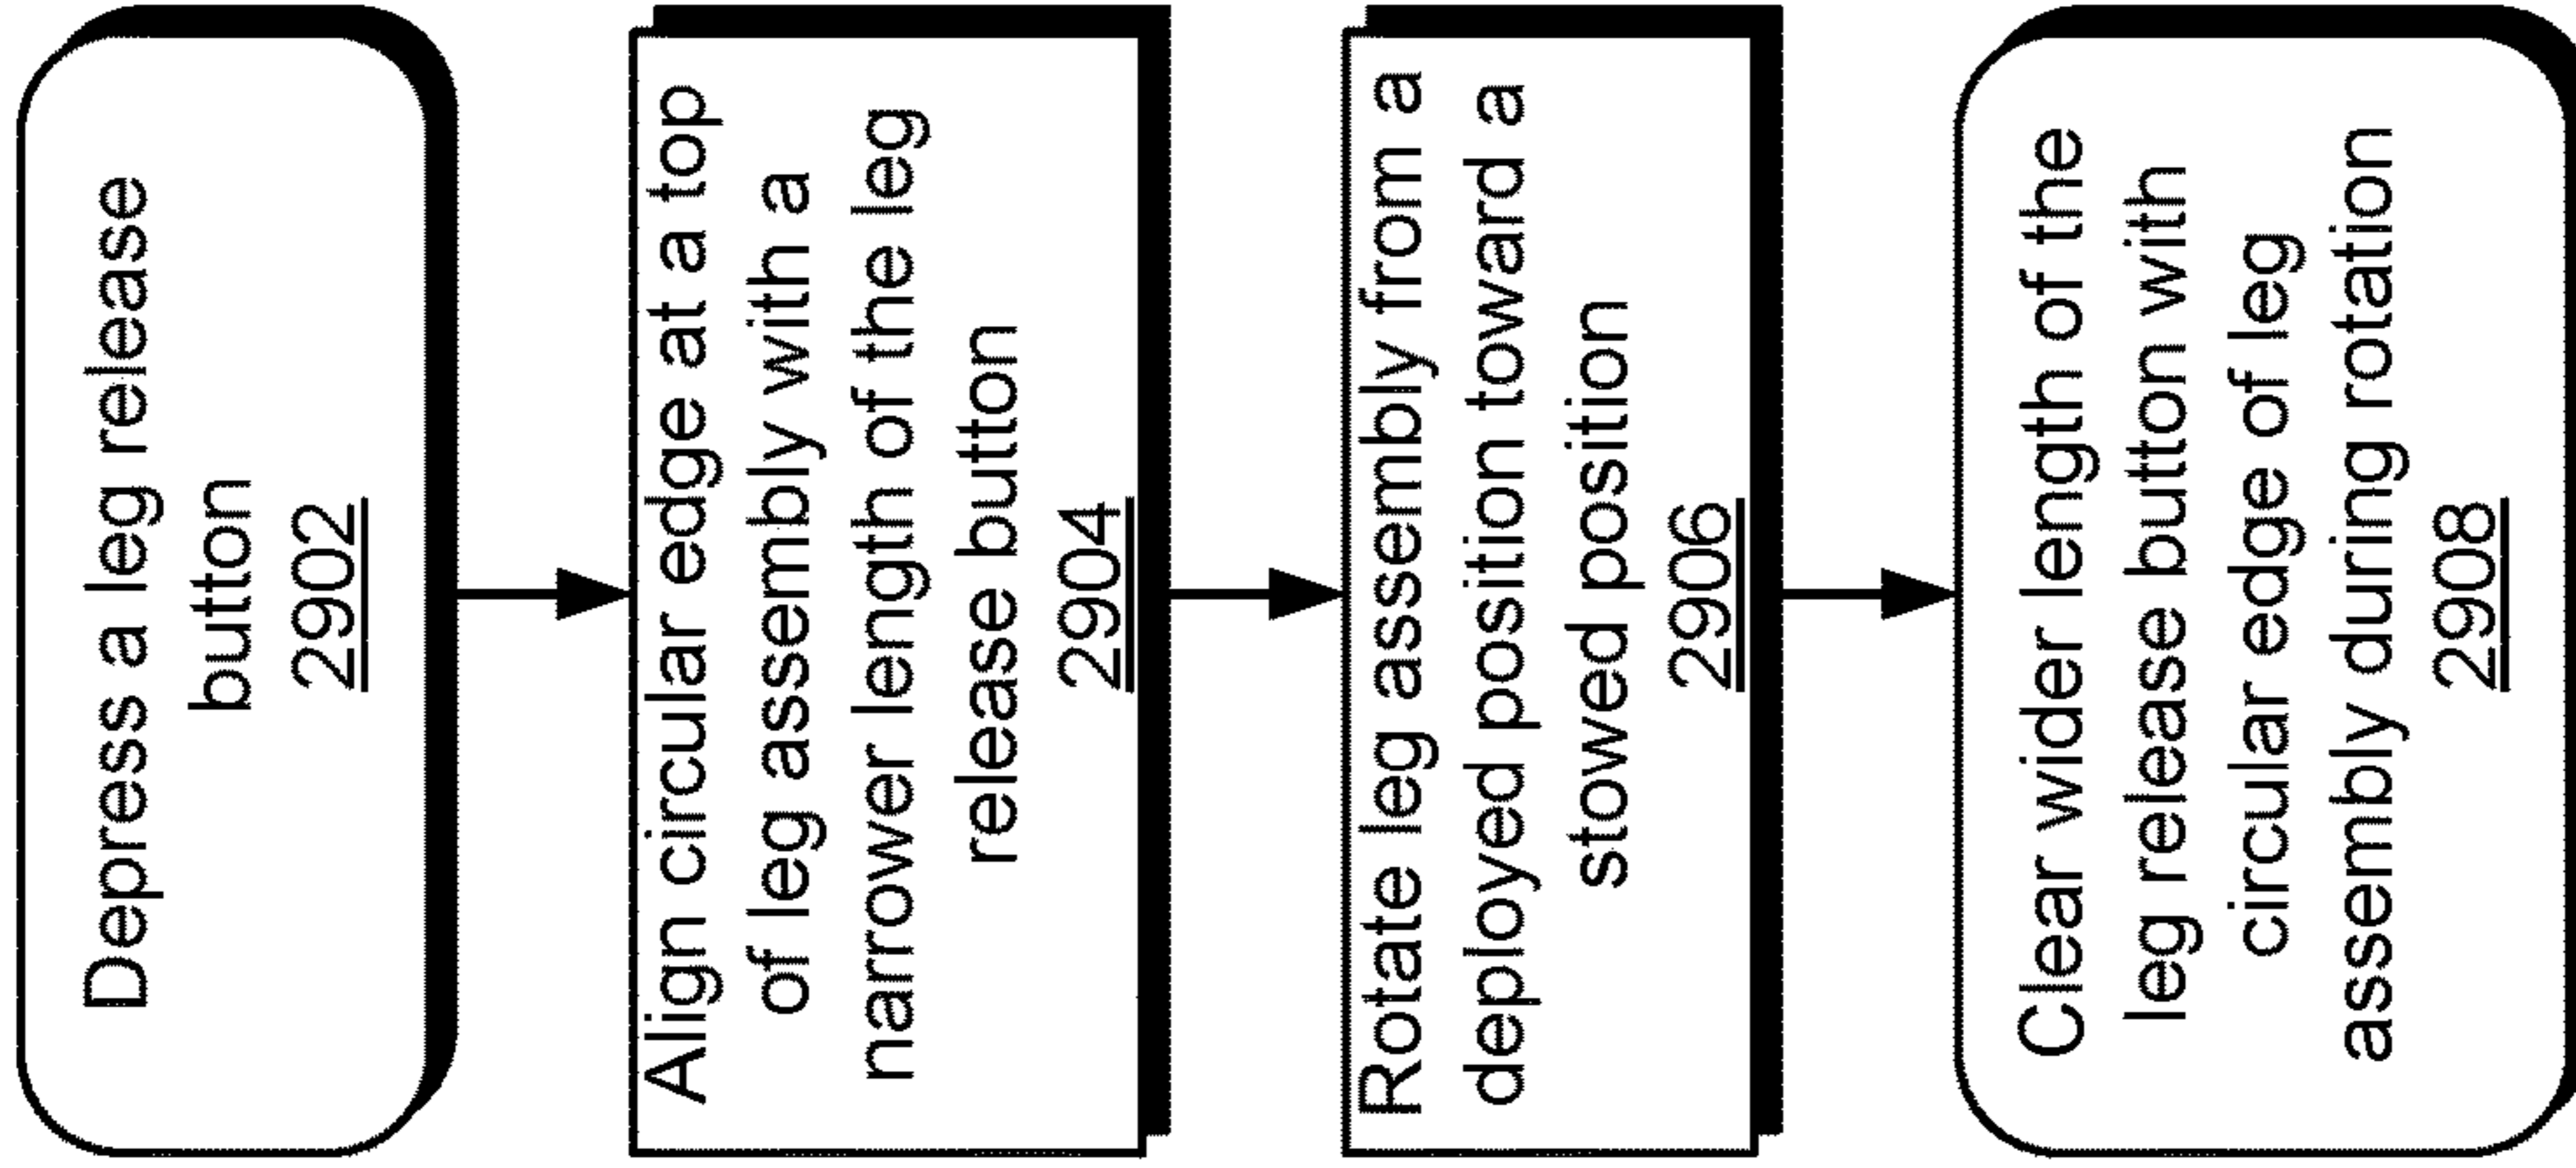 Depress a leg release
button
2902
Align circular edge at a top
of leg assembly with a
narrower length of the leg
release button
2904
Rotate leg assembly from a
deployed position toward a
stowed position
2906
Clear wider length of the
leg release button with
circular edge of leg
assembly during rotation
2908